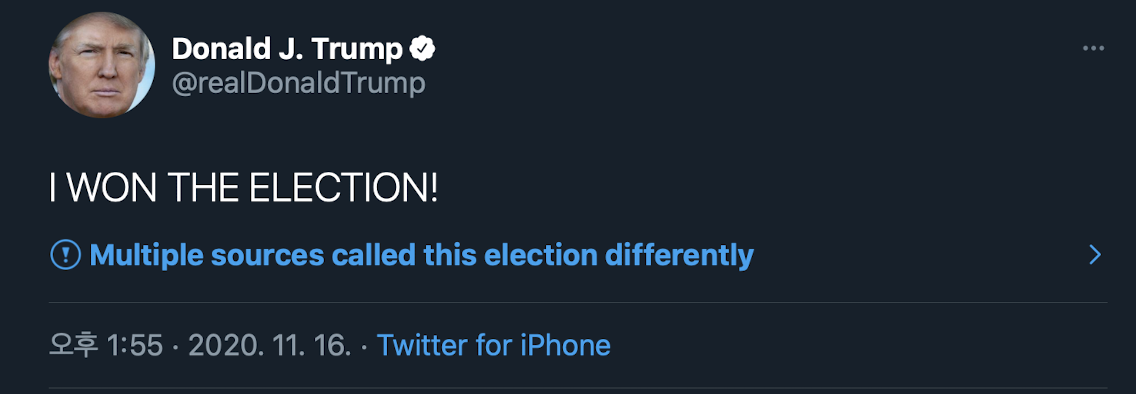 Donald J. Trump
@realDonaldTrump
I WON THE ELECTION!
Multiple sources called this election differently
오후 1:55 · 2020. 11. 16. · Twitter for iPhone